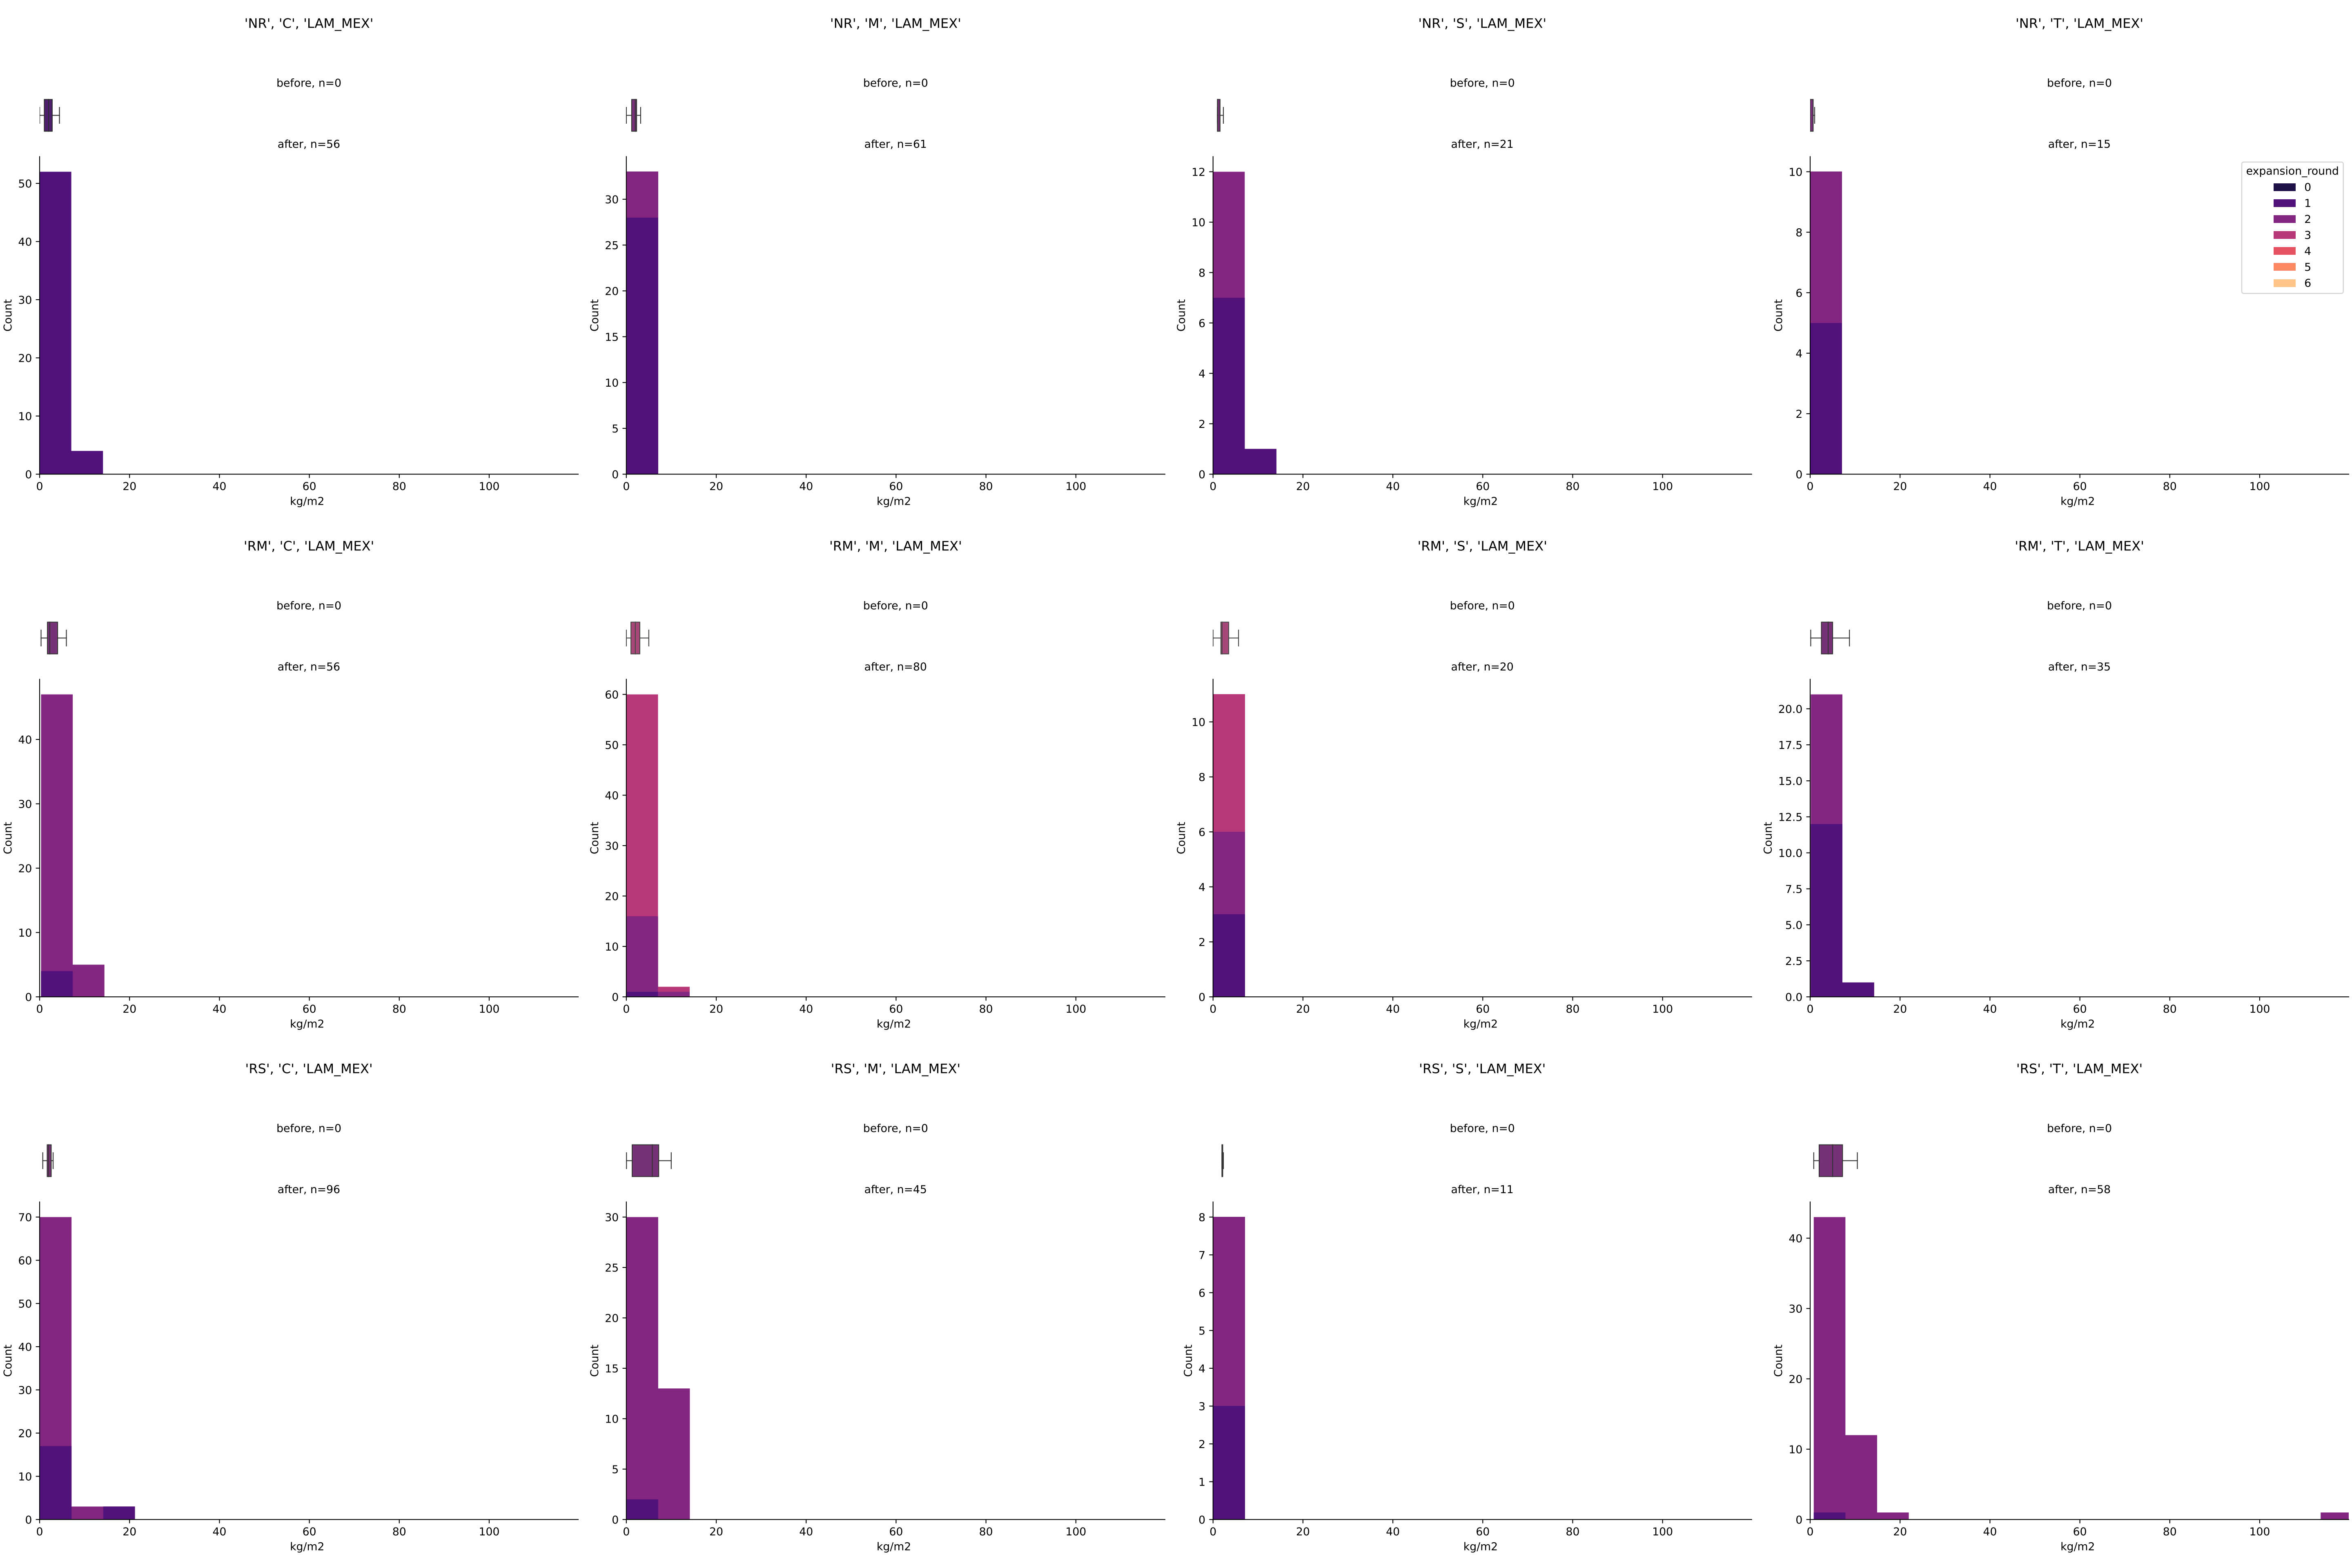 'NR', 'C', 'LAM_MEX'
before, n=0
after, n=56
Count
50
40
30
20
10
0
0 20 40 60 80 100
kg/m2
'NR', 'M', 'LAM_MEX'
before, n=0
after, n=61
Count
30
25
20
15
10
5
0
0 20 40 60 80 100
kg/m2
'NR', 'S', 'LAM_MEX'
before, n=0
after, n=21
Count
12
10
8
6
4
2
0
0 20 40 60 80 100
kg/m2
'NR', 'T', 'LAM_MEX'
before, n=0
after, n=15
Count
10
8
6
4
2
0
0 20 40 60 80 100
kg/m2
expansion_round
0
1
2
3
4
5
6
'RM', 'C', 'LAM_MEX'
before, n=0
after, n=56
Count
40
30
20
10
0
0 20 40 60 80 100
kg/m2
'RM', 'M', 'LAM_MEX'
before, n=0
after, n=80
Count
60
50
40
30
20
10
0
0 20 40 60 80 100
kg/m2
'RM', 'S', 'LAM_MEX'
before, n=0
after, n=20
Count
10
8
6
4
2
0
0 20 40 60 80 100
kg/m2
'RM', 'T', 'LAM_MEX'
before, n=0
after, n=35
Count
20.0
17.5
15.0
12.5
10.0
7.5
5.0
2.5
0.0
0 20 40 60 80 100
kg/m2
'RS', 'C', 'LAM_MEX'
before, n=0
after, n=96
Count
70
60
50
40
30
20
10
0
0 20 40 60 80 100
kg/m2
'RS', 'M', 'LAM_MEX'
before, n=0
after, n=45
Count
30
25
20
15
10
5
0
0 20 40 60 80 100
kg/m2
'RS', 'S', 'LAM_MEX'
before, n=0
after, n=11
Count
8
7
6
5
4
3
2
1
0
0 20 40 60 80 100
kg/m2
'RS', 'T', 'LAM_MEX'
before, n=0
after, n=58
Count
40
30
20
10
0
0 20 40 60 80 100
kg/m2